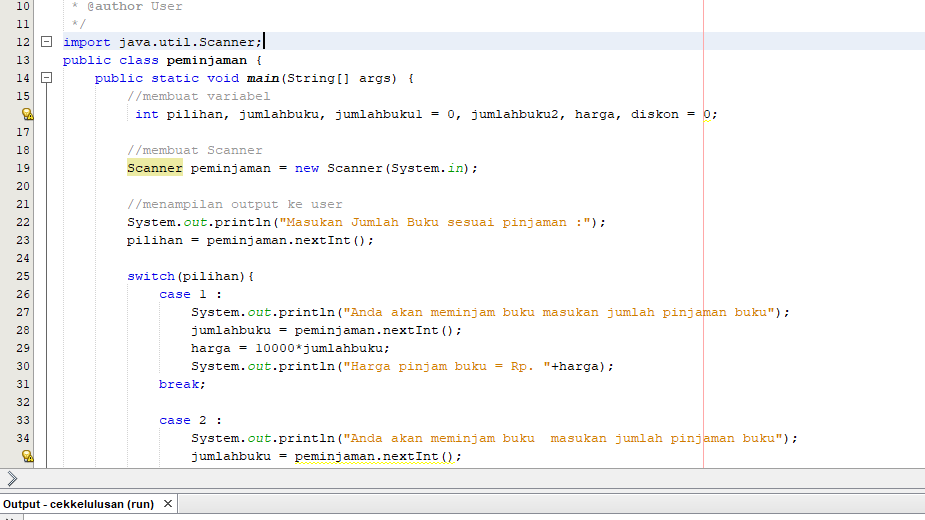 10 * @author User
11 */
12 import java.util.Scanner;
13 public class peminjaman {
14 public static void main(String[] args) {
15 //membuat variabel
int pilihan, jumlahbuku, jumlahbuku1 = 0, jumlahbuku2, harga, diskon = 0;
17
18 //membuat Scanner
19 Scanner peminjaman = new Scanner(System.in);
20
21 //menampilan output ke user
22 System.out.println("Masukan Jumlah Buku sesuai pinjaman :");
23 pilihan = peminjaman.nextInt();
24
25 switch(pilihan){
26 case 1 :
27 System.out.println("Anda akan meminjam buku masukan jumlah pinjaman buku");
28 jumlahbuku = peminjaman.nextInt();
29 harga = 10000*jumlahbuku;
30 System.out.println("Harga pinjam buku = Rp. "+harga);
31 break;
32
33 case 2 :
34 System.out.println("Anda akan meminjam buku  masukan jumlah pinjaman buku");
jumlahbuku = peminjaman.nextInt();
Output - cekkelulusan (run) ×